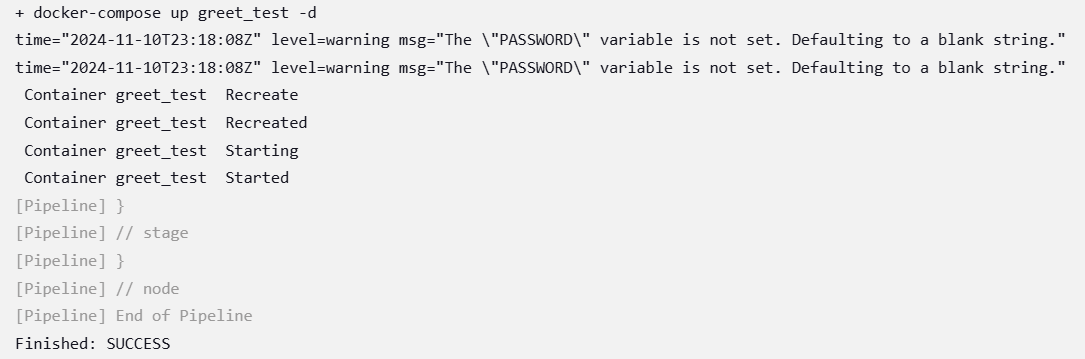 + docker-compose up greet_test -d
time="2024-11-10T23:18:08Z" level=warning msg="The \"PASSWORD\" variable is not set. Defaulting to a blank string."
time="2024-11-10T23:18:08Z" level=warning msg="The \"PASSWORD\" variable is not set. Defaulting to a blank string."
 Container greet_test  Recreate
 Container greet_test  Recreated
 Container greet_test  Starting
 Container greet_test  Started
[Pipeline] }
[Pipeline] // stage
[Pipeline] }
[Pipeline] // node
[Pipeline] End of Pipeline
Finished: SUCCESS